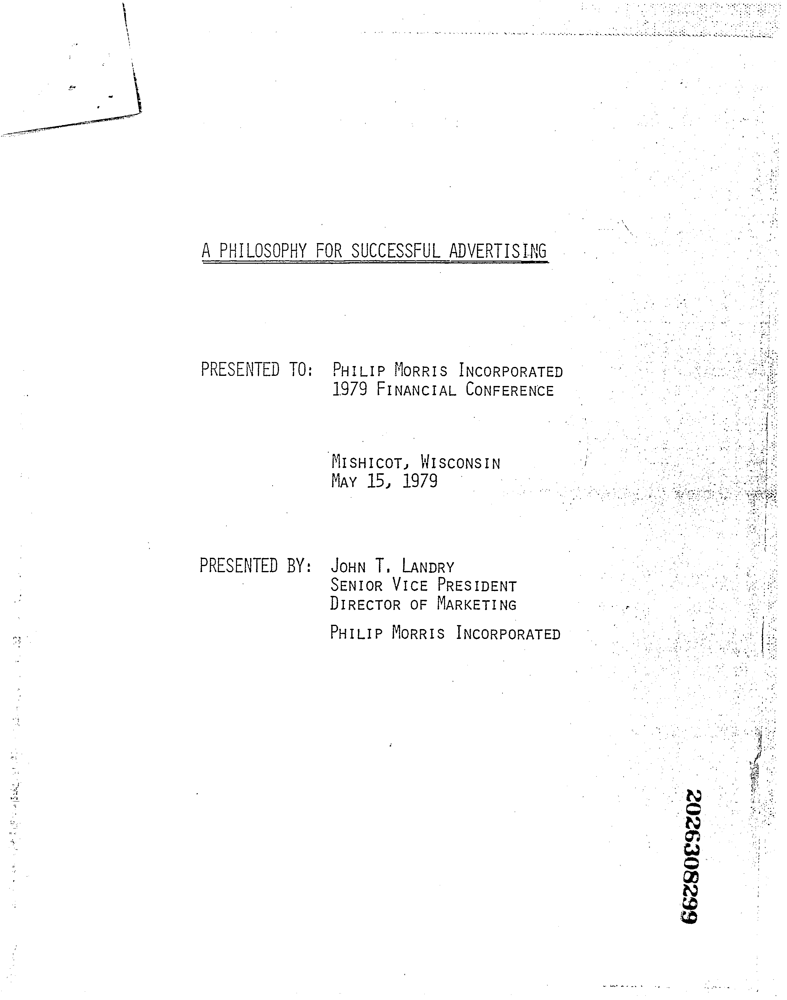 A PHILOSOPHY FOR SUCCESSFUL ADVERTISING
PRESENTED TO: PHILIP MORRIS INCORPORATED
1979 FINANCIAL CONFERENCE
MISHICOT, WISCONSIN
MAY 15, 1979
PRESENTED BY: JOHN T. LANDRY
SENIOR VICE PRESIDENT
DIRECTOR OF MARKETING
PHILIP MORRIS INCORPORATED
2026308299